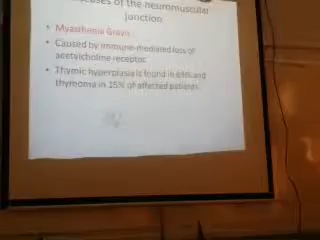 of the neuromuscular
junction
• Myasthenia Gravis
• Caused by immune-mediated loss of
acetylcholine receptor.
• Thymic hyperplasia is found in 65% and
thymoma in 15% of affected patients.